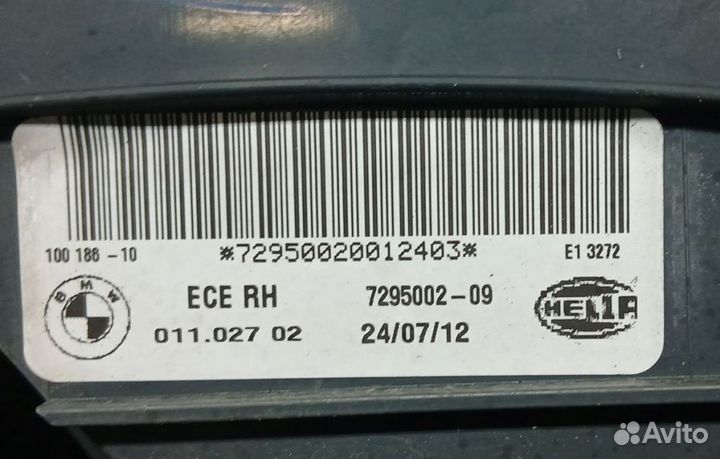 100 186 -10 *72950020012403* E1 3272
BMW ECE RH 7295002-09 HELLA
011.027 02 24/07/12
Avito